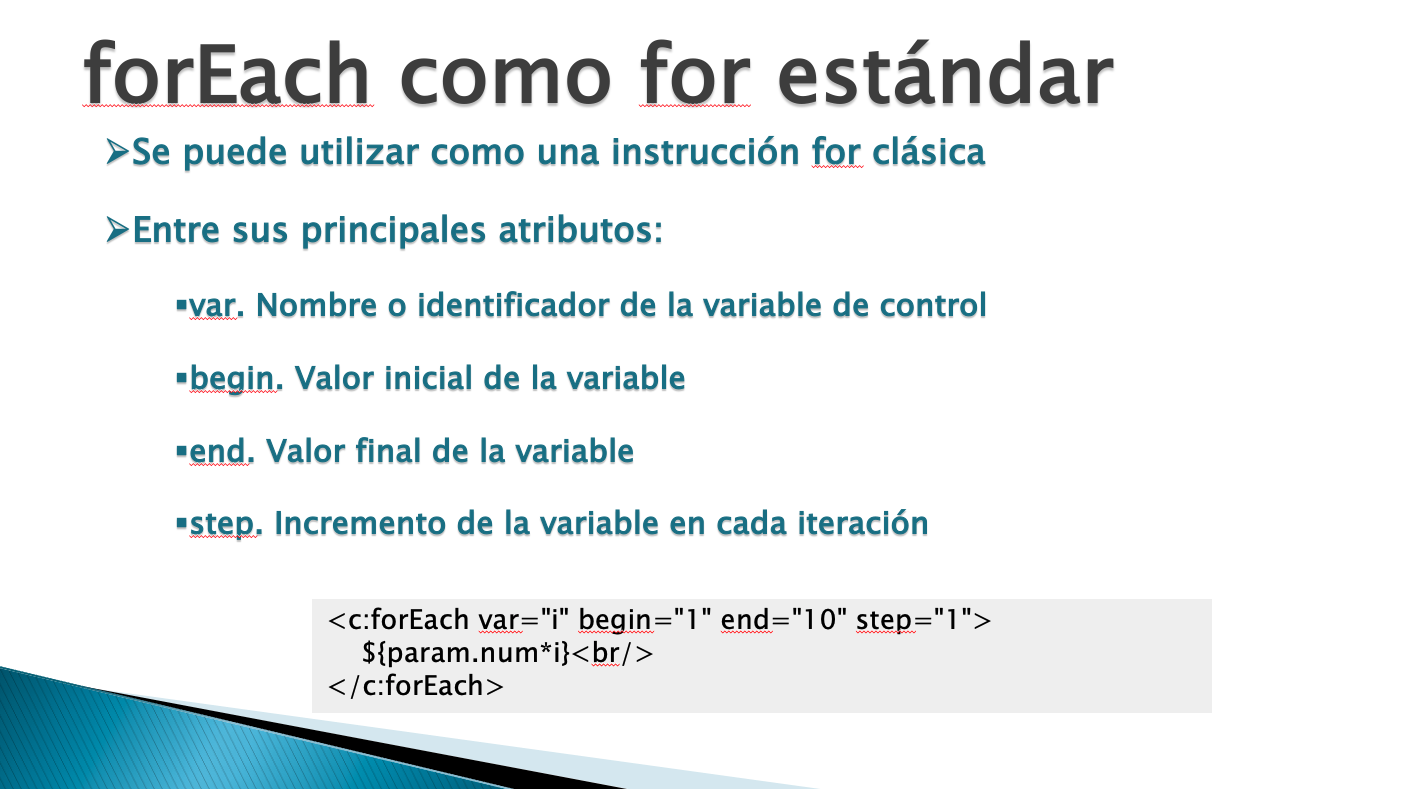 forEach como for estándar
➢Se puede utilizar como una instrucción for clásica
➢Entre sus principales atributos:
▪var. Nombre o identificador de la variable de control
▪begin. Valor inicial de la variable
▪end. Valor final de la variable
▪step. Incremento de la variable en cada iteración
<c:forEach var="i" begin="1" end="10" step="1">
${param.num*i}<br/>
</c:forEach>